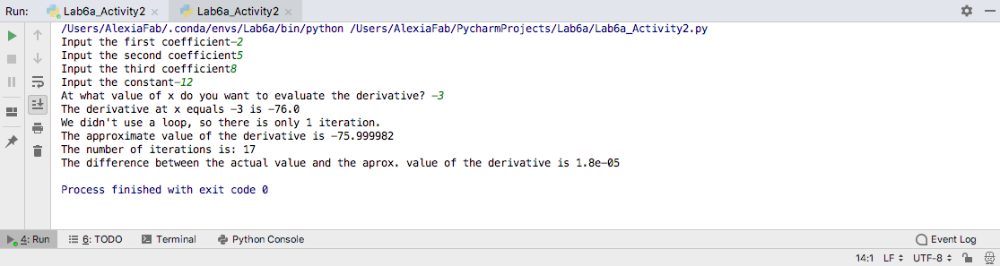 Run: Lab6a_Activity2 × Lab6a_Activity2 ×
/Users/AlexiaFab/.conda/envs/Lab6a/bin/python /Users/AlexiaFab/PycharmProjects/Lab6a/Lab6a_Activity2.py
Input the first coefficient-2
Input the second coefficient5
Input the third coefficient8
Input the constant-12
At what value of x do you want to evaluate the derivative? -3
The derivative at x equals -3 is -76.0
We didn't use a loop, so there is only 1 iteration.
The approximate value of the derivative is -75.999982
The number of iterations is: 17
The difference between the actual value and the aprox. value of the derivative is 1.8e-05
Process finished with exit code 0
4: Run 6: TODO Terminal Python Console Event Log
14:1 LF UTF-8